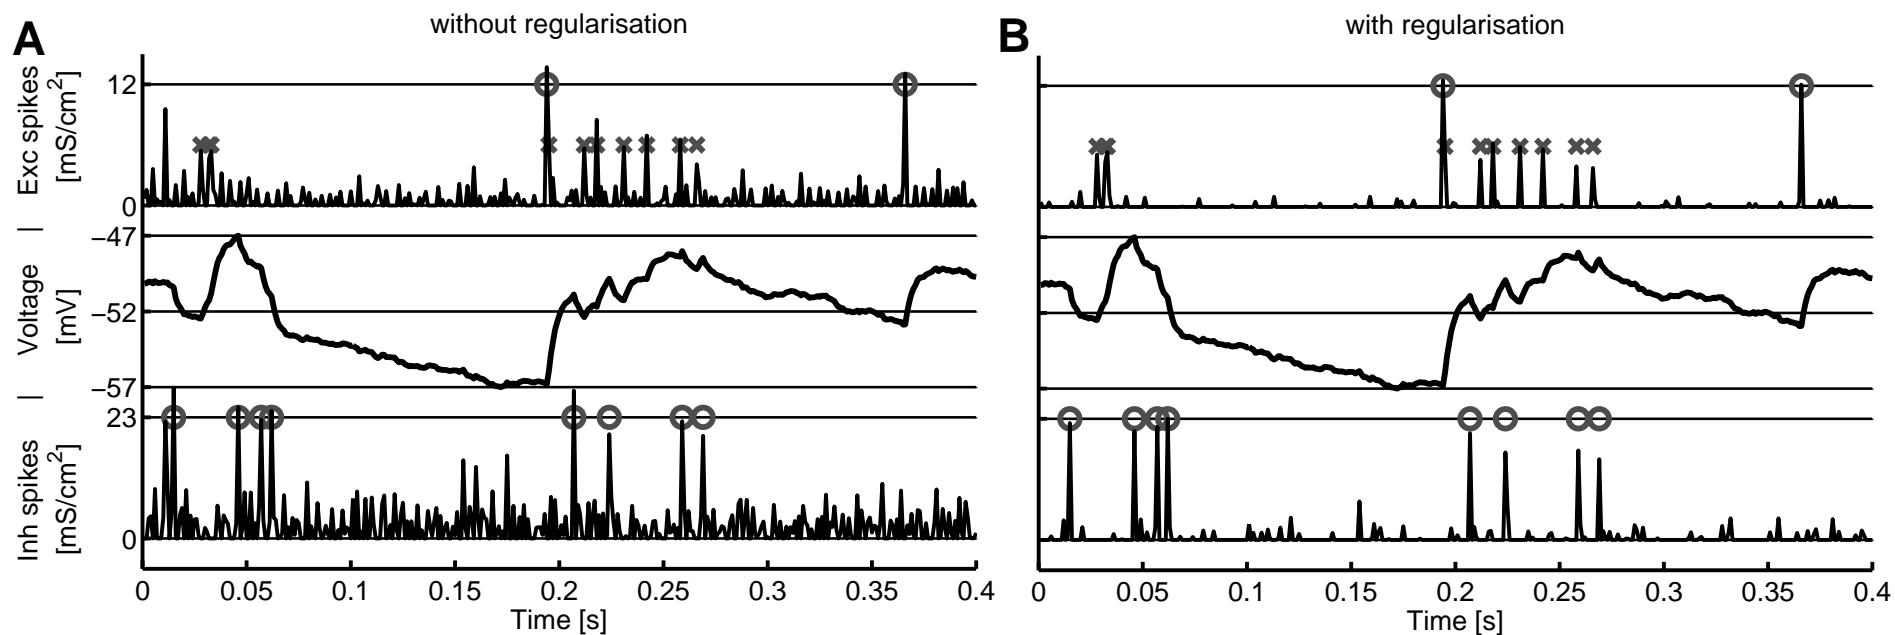 A
without regularisation
B
with regularisation
Exc spikes
[mS/cm2]
12
0
|
Voltage
[mV]
–47
–52
–57
|
Inh spikes
[mS/cm2]
23
0
0 0.05 0.1 0.15 0.2 0.25 0.3 0.35 0.4
Time [s]
0 0.05 0.1 0.15 0.2 0.25 0.3 0.35 0.4
Time [s]